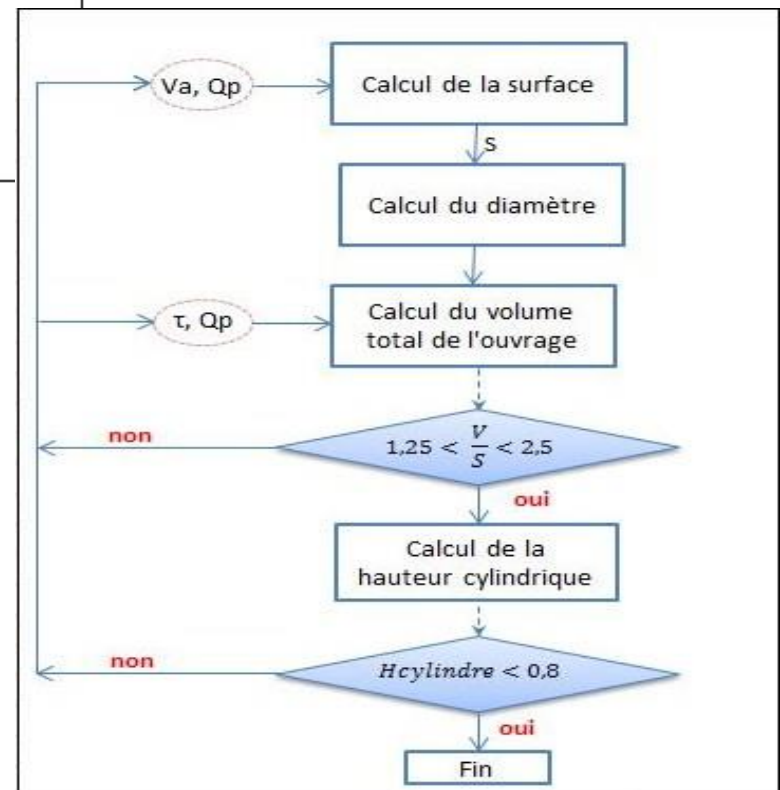 Va, Qp
Calcul de la surface
S
Calcul du diamètre
τ, Qp
Calcul du volume
total de l'ouvrage
non
1,25 < V/S < 2,5
oui
Calcul de la
hauteur cylindrique
non
Hcylindre < 0,8
oui
Fin